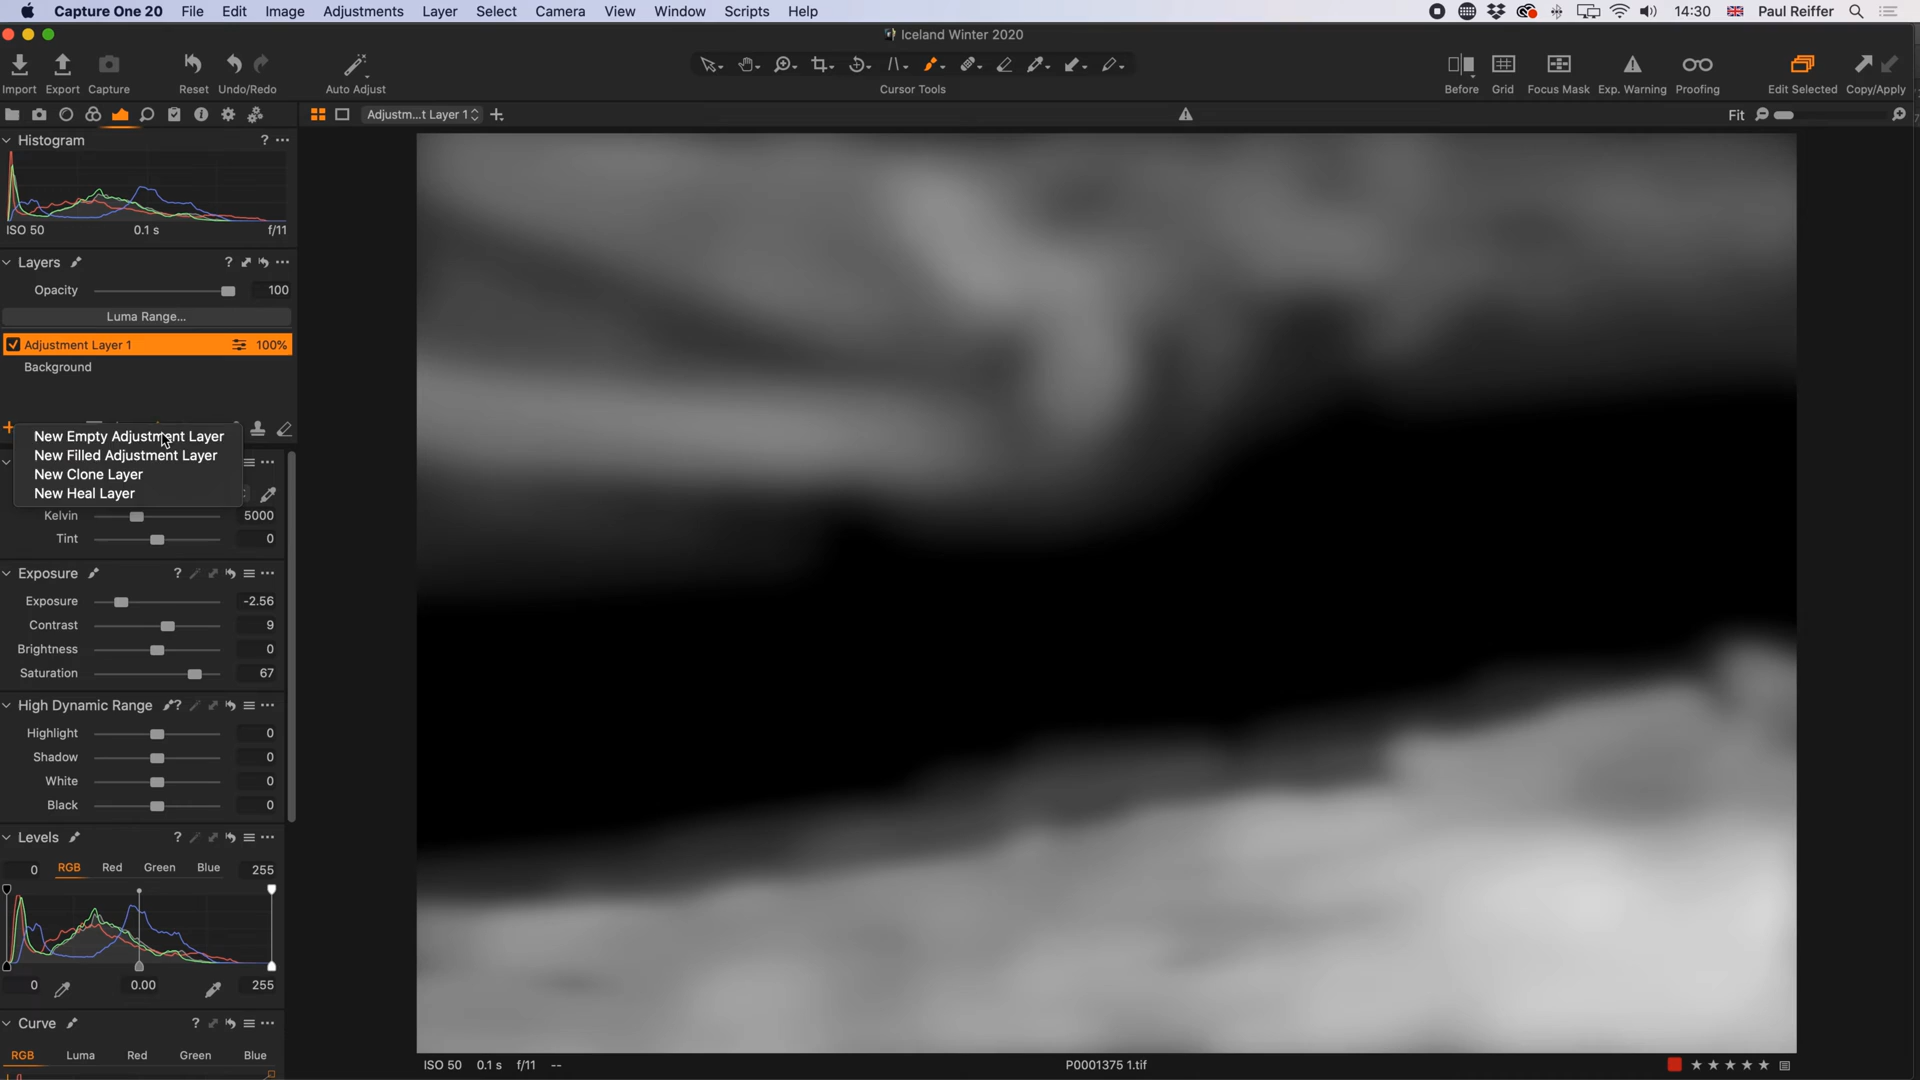 Capture One 20 File Edit Image Adjustments Layer Select Camera View Window Scripts Help 14:30 Paul Reiffer
Iceland Winter 2020
Import Export Capture Reset Undo/Redo Auto Adjust Cursor Tools Before Grid Focus Mask Exp. Warning Proofing Edit Selected Copy/Apply
Adjustm...t Layer 1 Fit
Histogram ? ...
ISO 50 0.1 s f/11
Layers ? ...
Opacity 100
Luma Range...
Adjustment Layer 1 100%
Background
New Empty Adjustment Layer
New Filled Adjustment Layer
New Clone Layer
New Heal Layer
Kelvin 5000
Tint 0
Exposure ? ...
Exposure -2.56
Contrast 9
Brightness 0
Saturation 67
High Dynamic Range ? ...
Highlight 0
Shadow 0
White 0
Black 0
Levels ? ...
0 RGB Red Green Blue 255
0 0.00 255
Curve ? ...
RGB Luma Red Green Blue
ISO 50 0.1 s f/11 -- P0001375 1.tif